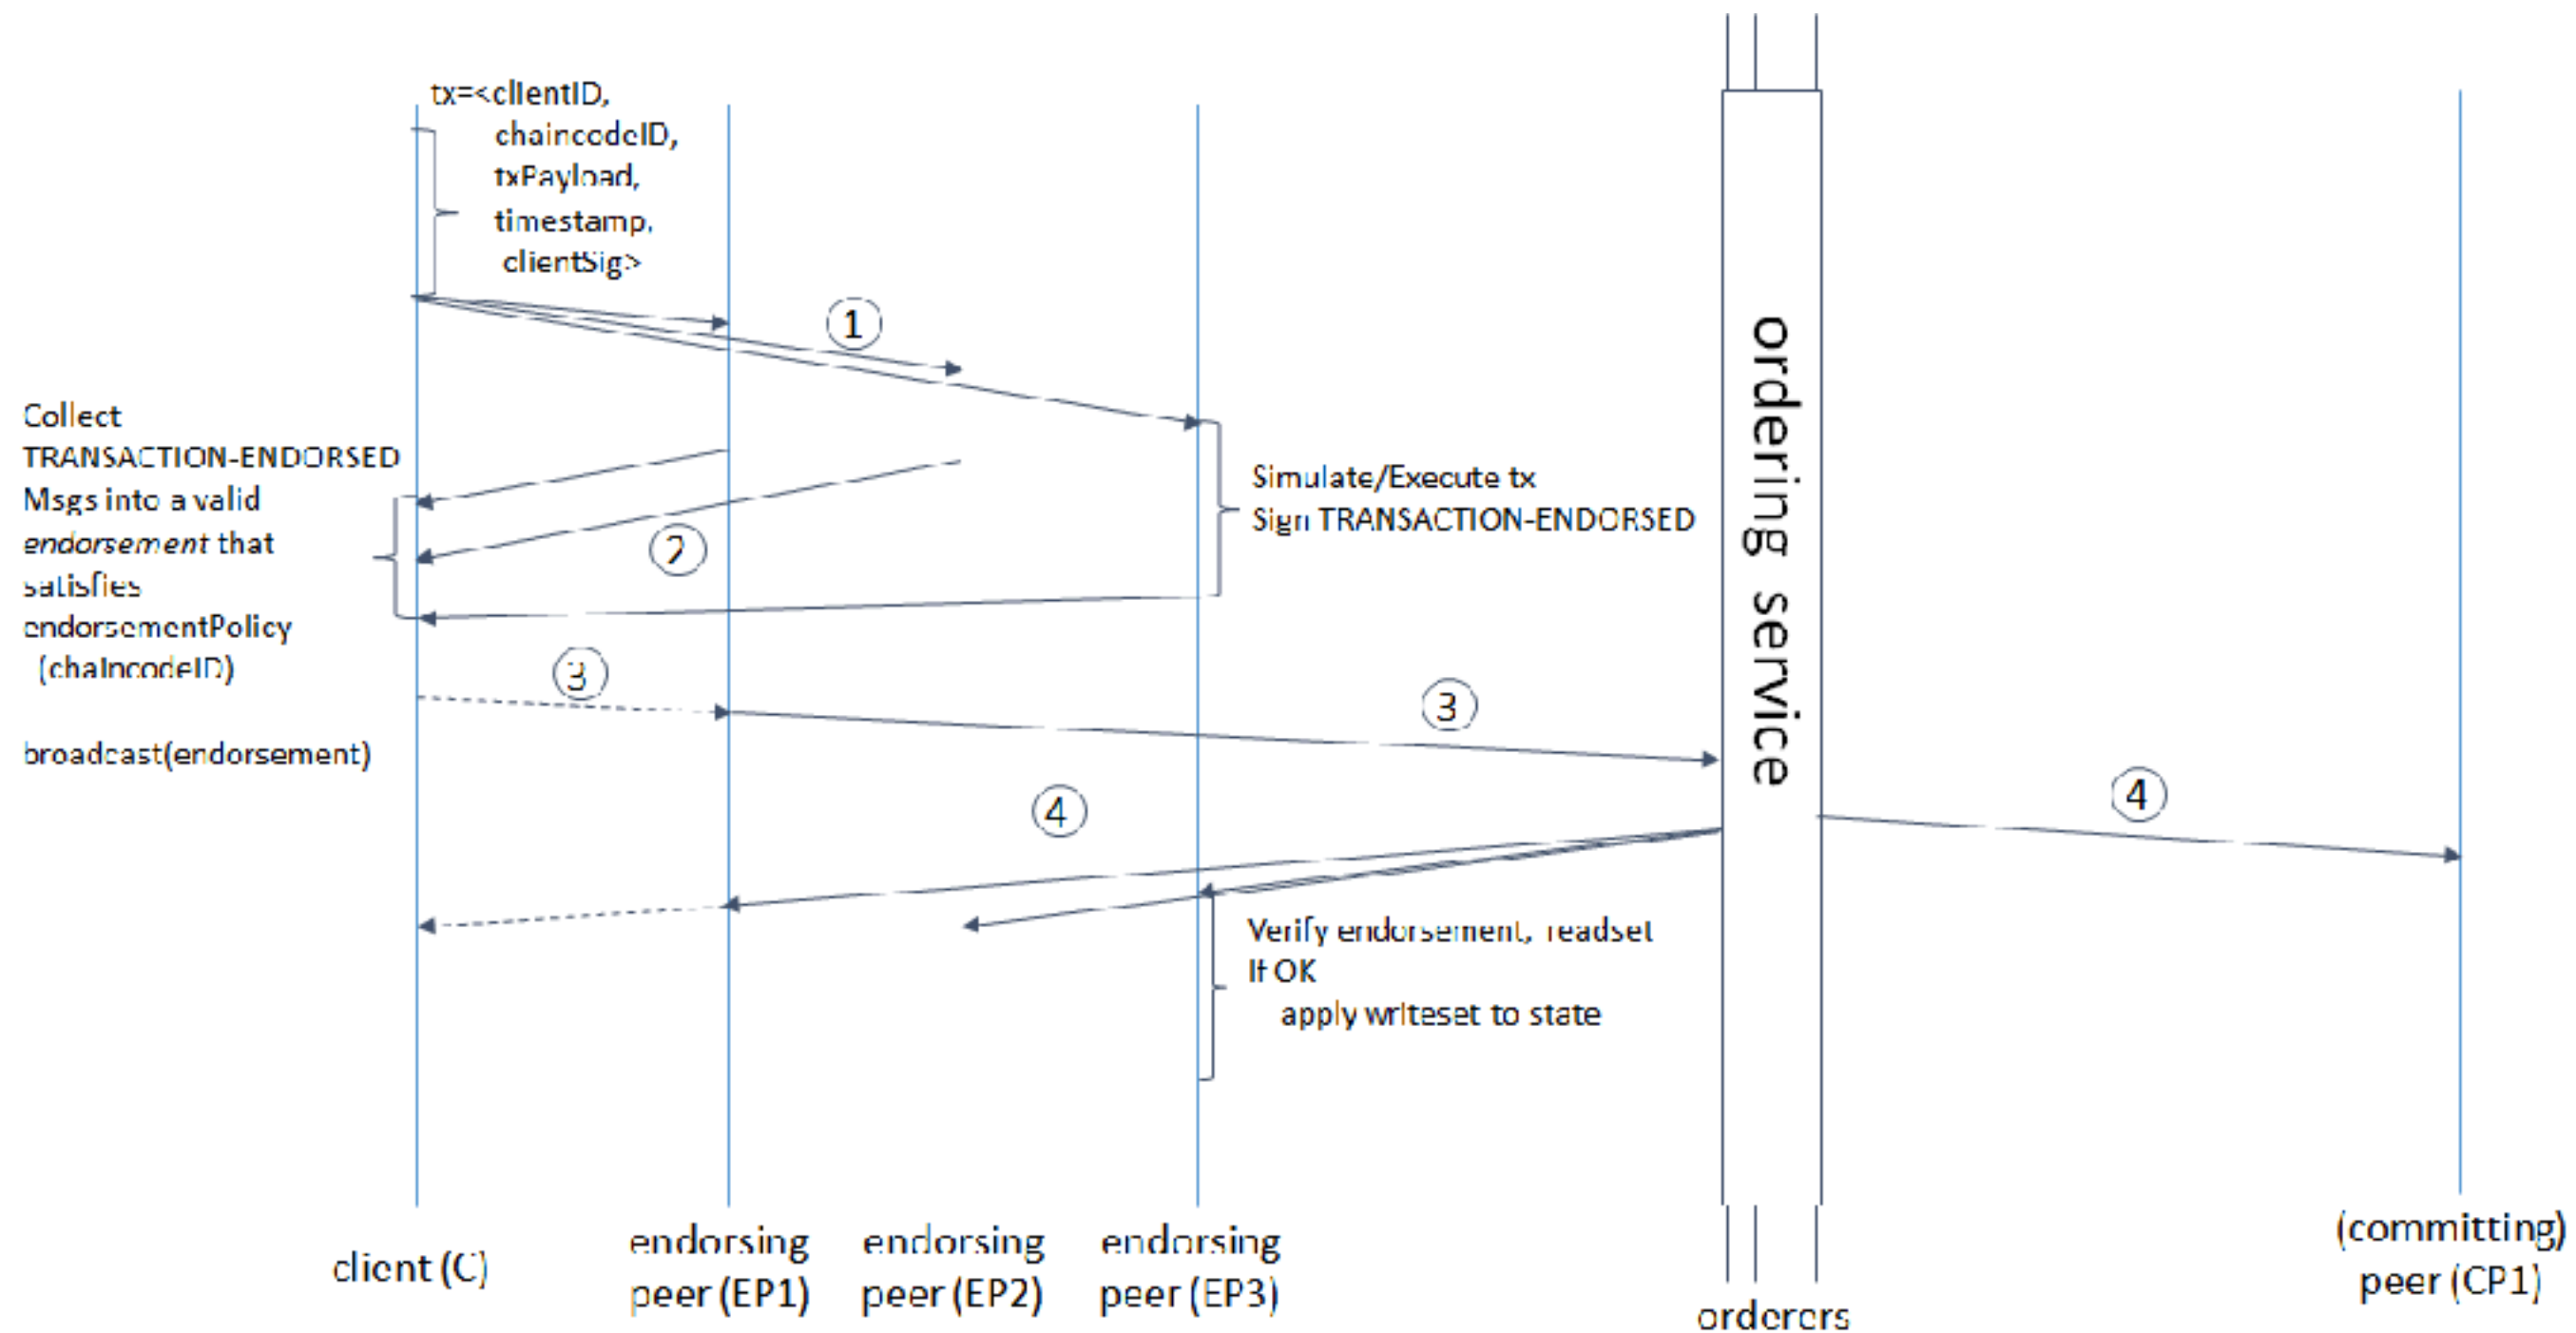 tx=<clientID,
chaincodeID,
txPayload,
timestamp,
clientSig>
1
Collect
TRANSACTION-ENDORSED
Msgs into a valid
endorsement that
satisfies
endorsementPolicy
(chaincodeID)
Simulate/Execute tx
Sign TRANSACTION-ENDORSED
2
3
3
broadcast(endorsement)
4
4
ordering service
Verify endorsement, readset
If OK
apply writeset to state
client (C)
endorsing
peer (EP1)
endorsing
peer (EP2)
endorsing
peer (EP3)
orderers
(committing)
peer (CP1)